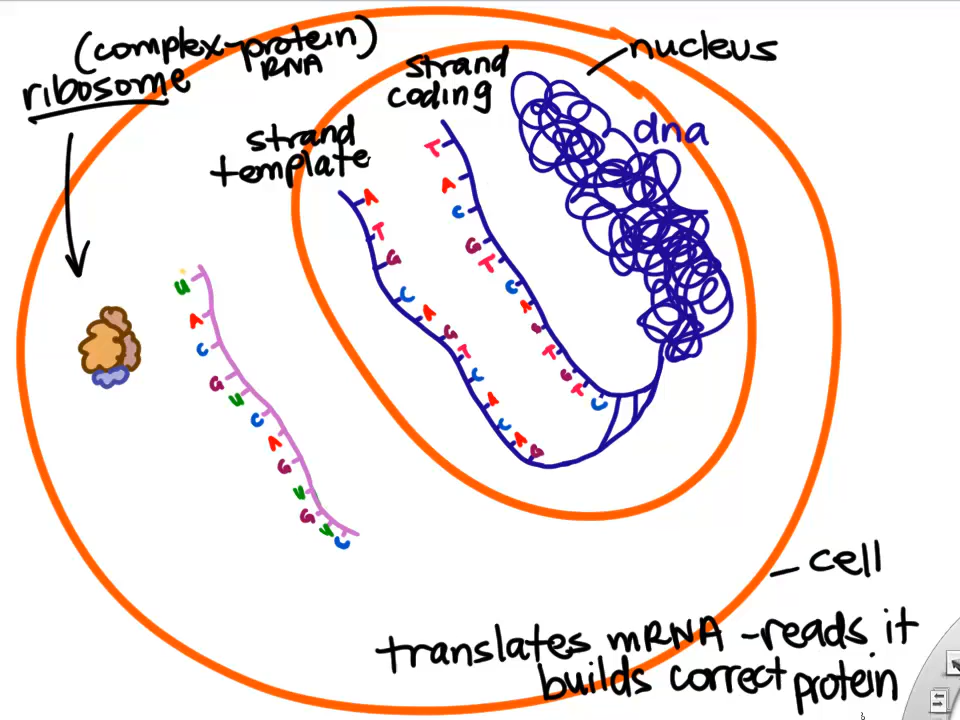 (complex-protein)
RNA
ribosome
strand
coding
nucleus
dna
strand
template
T
A
C
G
T
C
A
G
T
G
T
C
A
T
G
C
A
G
T
C
A
C
A
G
U
A
C
G
U
C
A
G
U
G
U
C
cell
translates mRNA - reads it
builds correct protein